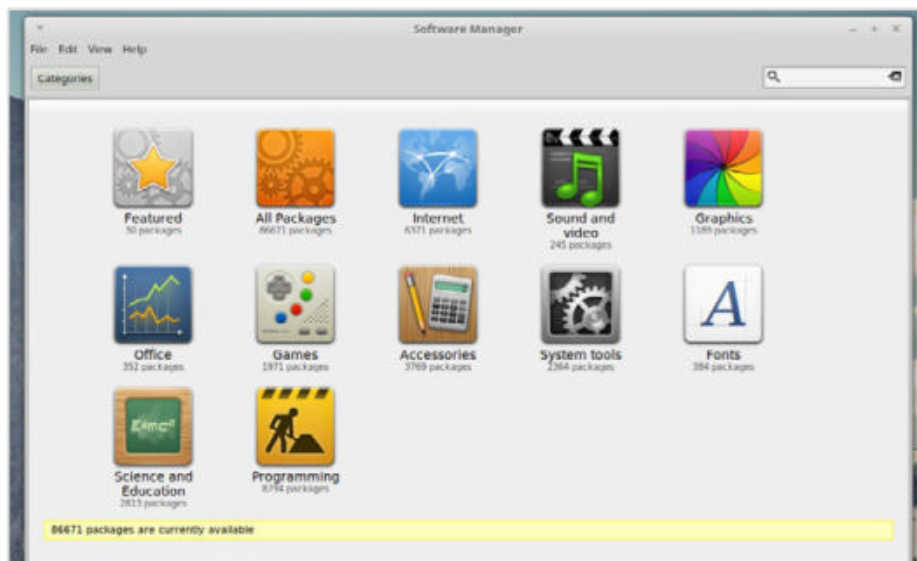 Software Manager
File Edit View Help
Categories
Featured
30 packages
All Packages
86671 packages
Internet
6371 packages
Sound and
video
245 packages
Graphics
1189 packages
Office
352 packages
Games
1971 packages
Accessories
3769 packages
System tools
2364 packages
Fonts
384 packages
E=mc²
Science and
Education
2813 packages
Programming
8794 packages
86671 packages are currently available